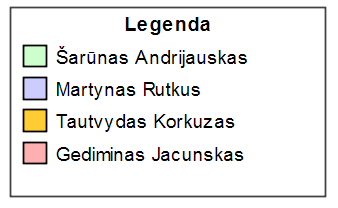 Legenda
Šarūnas Andrijauskas
Martynas Rutkus
Tautvydas Korkuzas
Gediminas Jacunskas